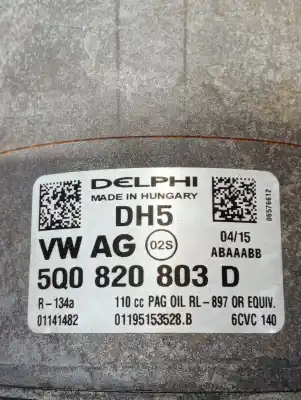 DELPHI
MADE IN HUNGARY
DH5
VW AG 02S
04/15
ABAAABB
5Q0 820 803 D
R-134a 110 cc PAG OIL RL-897 OR EQUIV.
01141482 01195153528.B 6CVC 140
06576612